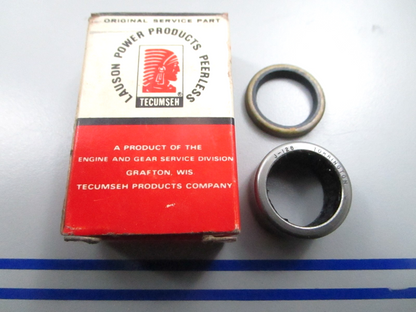 ORIGINAL SERVICE PART
LAUSON POWER PRODUCTS PEERLESS
TECUMSEH
A PRODUCT OF THE
ENGINE AND GEAR SERVICE DIVISION
GRAFTON, WIS
TECUMSEH PRODUCTS COMPANY